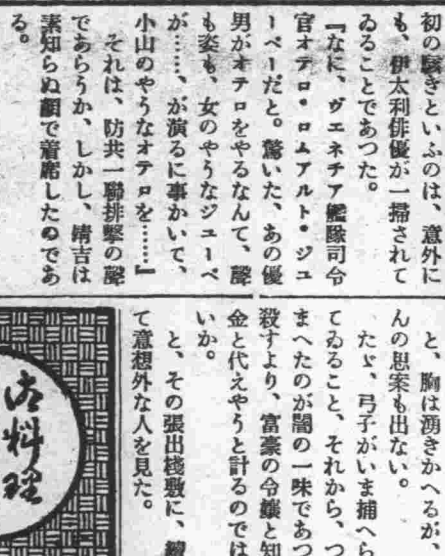 初の騒ぎといふのは、意外に
も、伊太利俳優が一掃されて
ゐることであつた。
『なに、ヴエネチア艦隊司令
官オテロ・ロムアルト・ジユ
ーベーだと。驚いた、あの優
男がオテロをやるなんて、聲
も姿も、女のやうなジユーベ
が……、が演るに事かいて、
小山のやうなオテロを……』
それは、防共一聯排撃の聲
であらうか、しかし、靖吉は
素知らぬ顔で着席したのであ
る。
と、胸は湧きかへるが、
んの思案も出ない。
たゞ、弓子がいま捕へら
てゐること、それから、つ
まへたのが闇の一味であつ
殺すより、富豪の令孃と知
金と代えやうと計るのでは
いか。
と、その張出棧敷に、
て意想外な人を見た。
料理